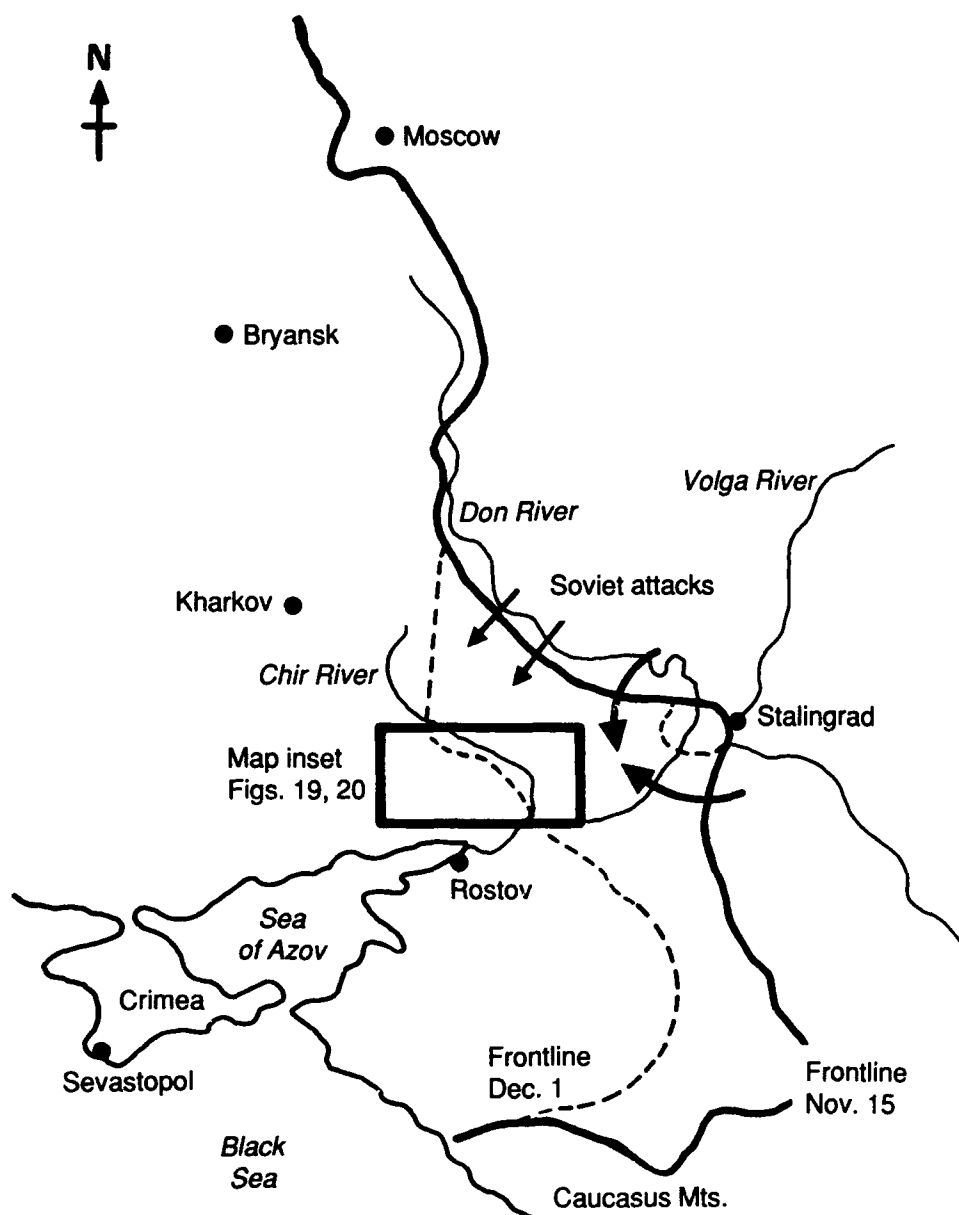 N
Moscow
Bryansk
Volga River
Don River
Kharkov
Soviet attacks
Chir River
Stalingrad
Map inset
Figs. 19, 20
Rostov
Sea
of Azov
Crimea
Sevastopol
Frontline
Dec. 1
Frontline
Nov. 15
Black
Sea
Caucasus Mts.